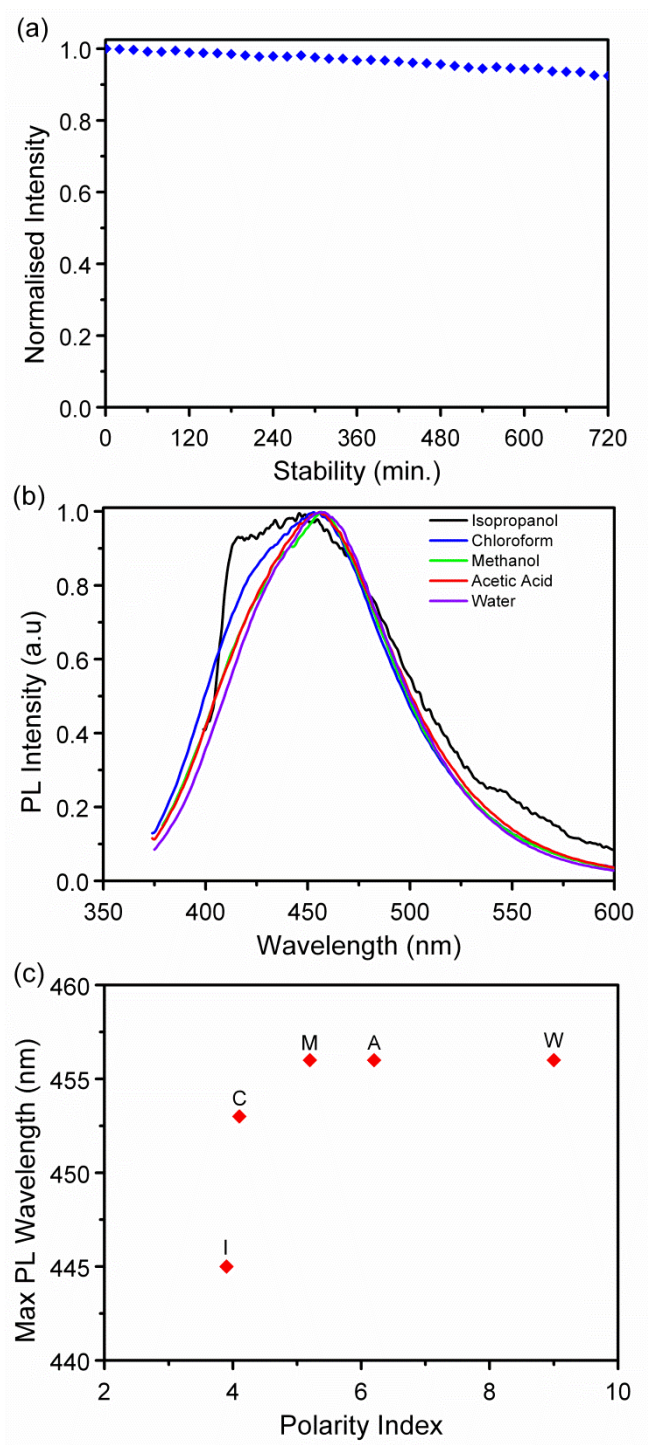 (a)
1.0
0.8
0.6
0.4
0.2
0.0
Normalised Intensity
0 120 240 360 480 600 720
Stability (min.)
(b)
1.0
0.8
0.6
0.4
0.2
0.0
PL Intensity (a.u)
Isopropanol
Chloroform
Methanol
Acetic Acid
Water
350 400 450 500 550 600
Wavelength (nm)
(c)
460
455
450
445
440
Max PL Wavelength (nm)
M A W
C
I
2 4 6 8 10
Polarity Index